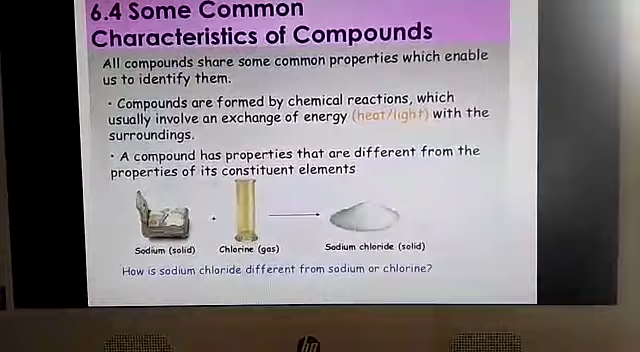 6.4 Some Common
Characteristics of Compounds
All compounds share some common properties which enable
us to identify them.
· Compounds are formed by chemical reactions, which
usually involve an exchange of energy (heat/light) with the
surroundings.
· A compound has properties that are different from the
properties of its constituent elements
+
Sodium (solid) Chlorine (gas) Sodium chloride (solid)
How is sodium chloride different from sodium or chlorine?
hp